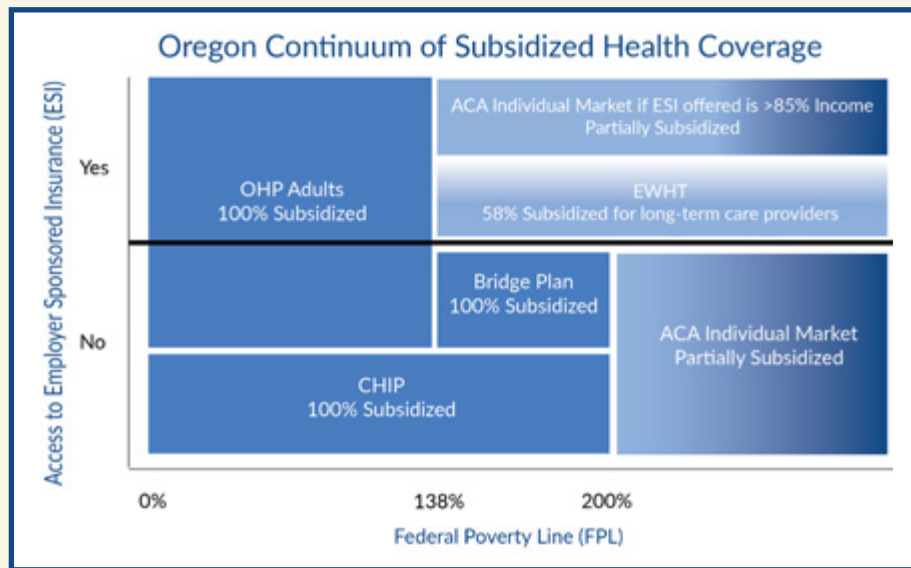 Oregon Continuum of Subsidized Health Coverage
Access to Employer Sponsored Insurance (ESI)
Yes
No
OHP Adults
100% Subsidized
ACA Individual Market if ESI offered is >85% Income
Partially Subsidized
EWHT
58% Subsidized for long-term care providers
Bridge Plan
100% Subsidized
ACA Individual Market
Partially Subsidized
CHIP
100% Subsidized
0%
138%
200%
Federal Poverty Line (FPL)